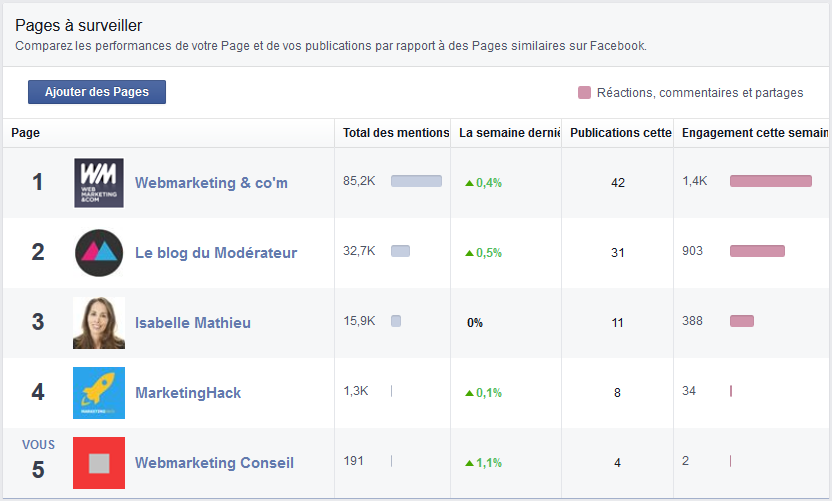 Pages à surveiller
Comparez les performances de votre Page et de vos publications par rapport à des Pages similaires sur Facebook.
Ajouter des Pages
Réactions, commentaires et partages
Page Total des mentions La semaine derniè Publications cette Engagement cette semain
1 WM WEB MARKETING &COM Webmarketing & co'm 85,2K 0,4% 42 1,4K
2 Le blog du Modérateur 32,7K 0,5% 31 903
3 Isabelle Mathieu 15,9K 0% 11 388
4 MarketingHack 1,3K 0,1% 8 34
VOUS
5 Webmarketing Conseil 191 1,1% 4 2